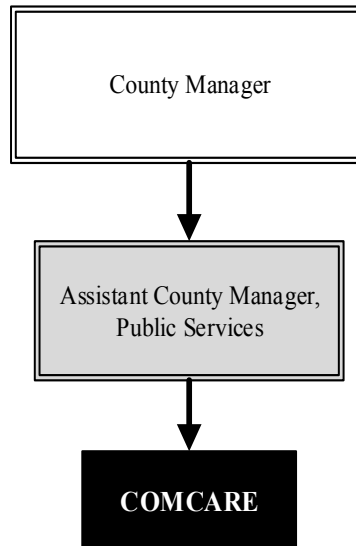 County Manager
Assistant County Manager,
Public Services
COMCARE